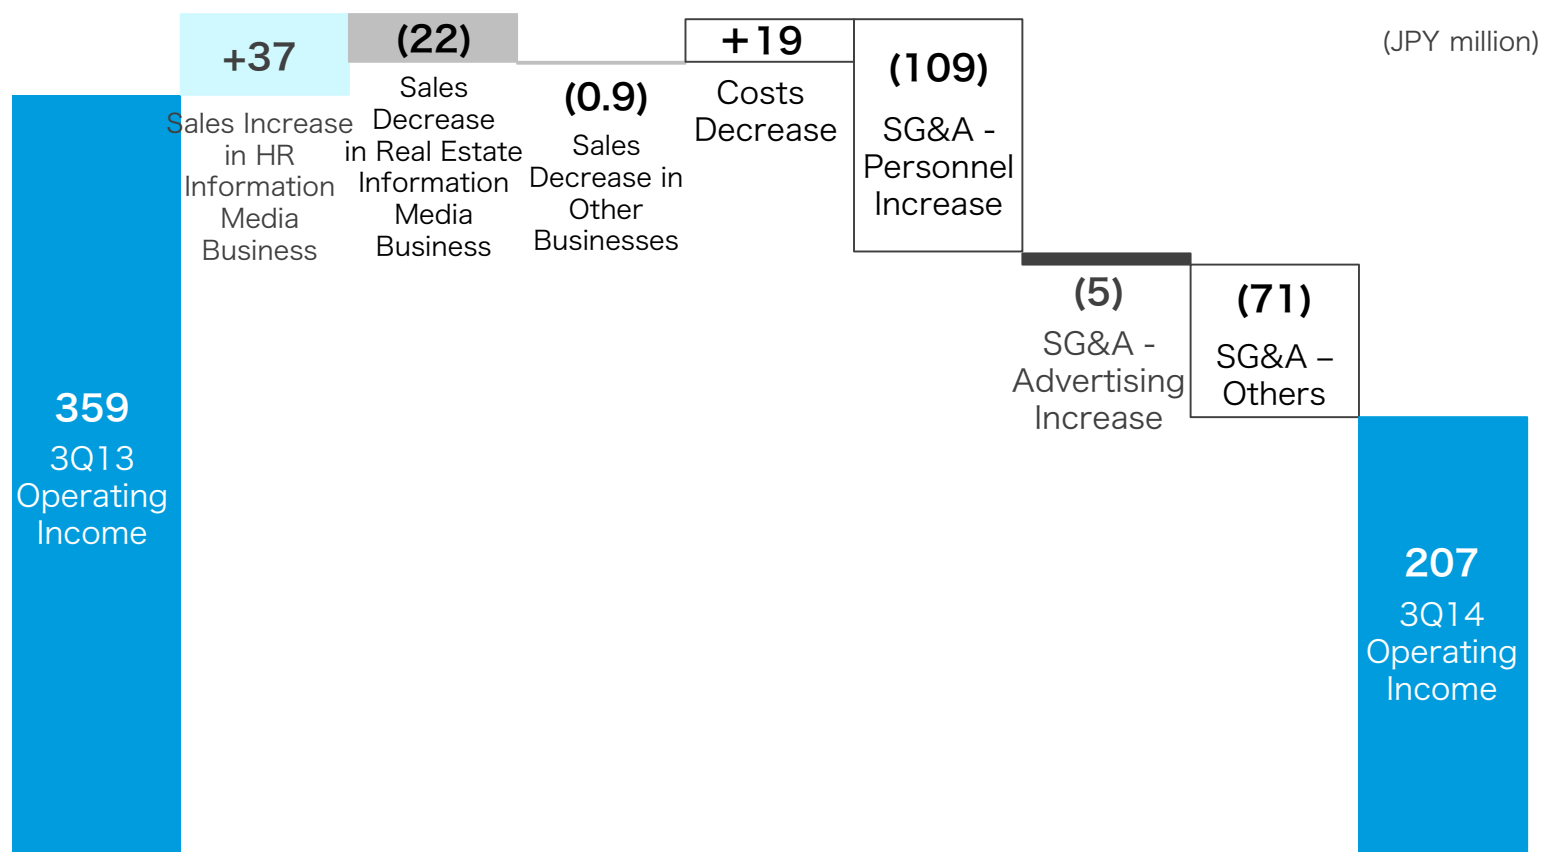 (JPY million)
359
3Q13
Operating
Income
+37
Sales Increase
in HR
Information
Media
Business
(22)
Sales
Decrease
in Real Estate
Information
Media
Business
(0.9)
Sales
Decrease in
Other
Businesses
+19
Costs
Decrease
(109)
SG&A -
Personnel
Increase
(5)
SG&A -
Advertising
Increase
(71)
SG&A –
Others
207
3Q14
Operating
Income